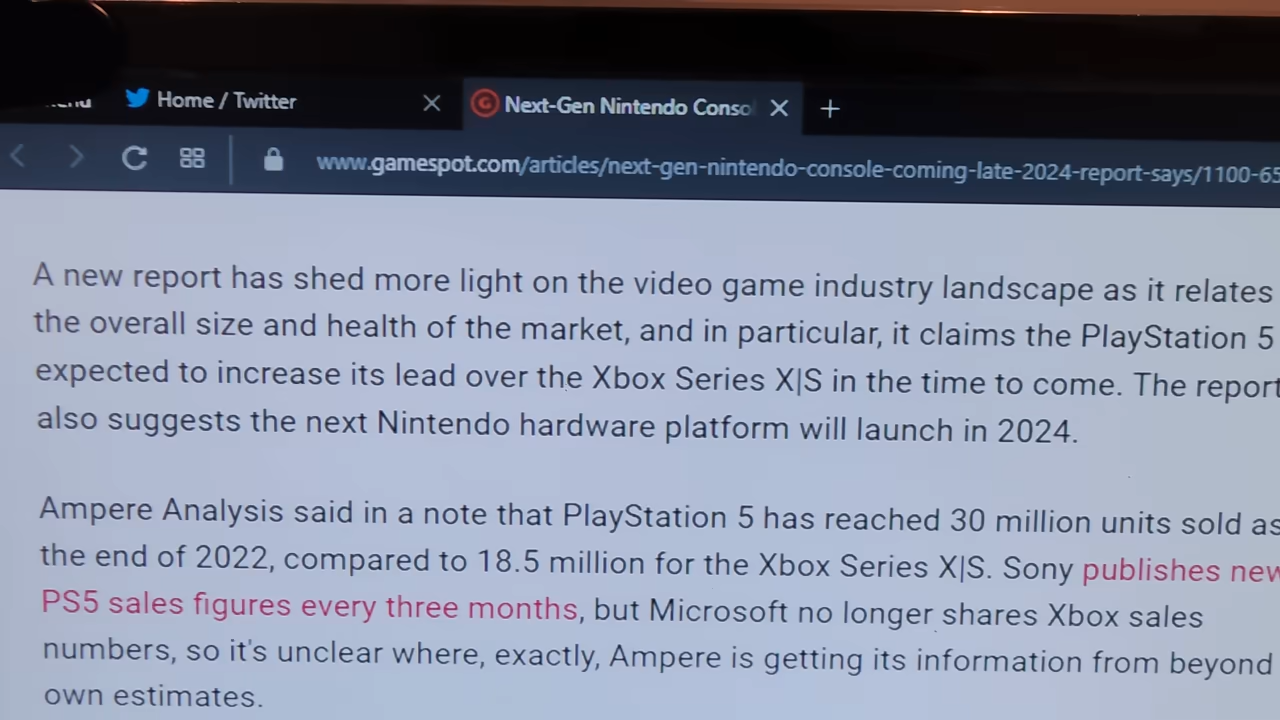 Home / Twitter
Next-Gen Nintendo Conso
www.gamespot.com/articles/next-gen-nintendo-console-coming-late-2024-report-says/1100-65
A new report has shed more light on the video game industry landscape as it relates
the overall size and health of the market, and in particular, it claims the PlayStation 5
expected to increase its lead over the Xbox Series X|S in the time to come. The report
also suggests the next Nintendo hardware platform will launch in 2024.
Ampere Analysis said in a note that PlayStation 5 has reached 30 million units sold as
the end of 2022, compared to 18.5 million for the Xbox Series X|S. Sony publishes new
PS5 sales figures every three months, but Microsoft no longer shares Xbox sales
numbers, so it's unclear where, exactly, Ampere is getting its information from beyond
own estimates.